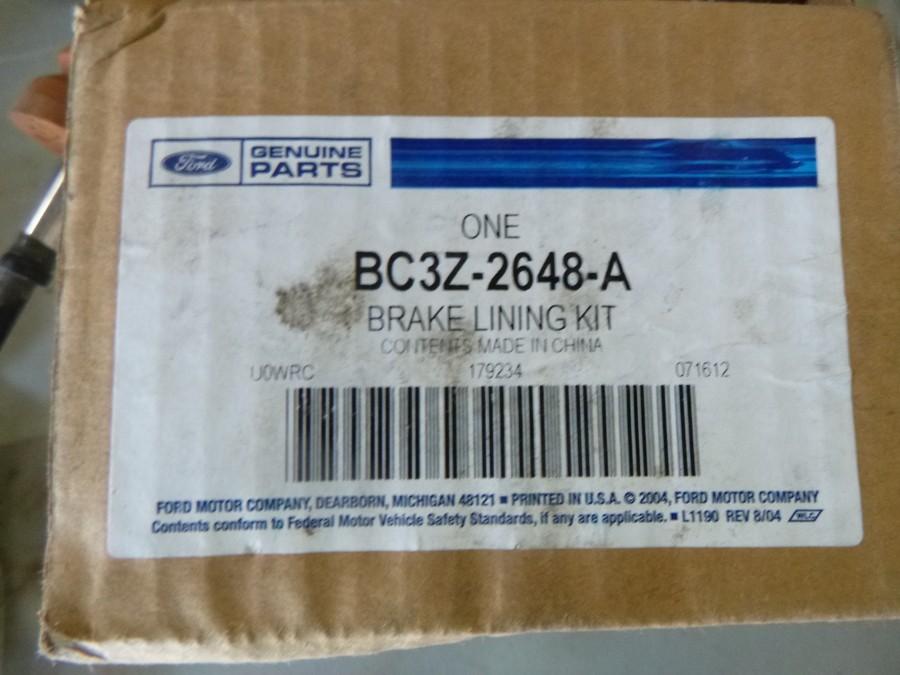 Ford GENUINE
PARTS
ONE
BC3Z-2648-A
BRAKE LINING KIT
CONTENTS MADE IN CHINA
U0WRC 179234 071612
FORD MOTOR COMPANY, DEARBORN, MICHIGAN 48121 ■ PRINTED IN U.S.A. © 2004, FORD MOTOR COMPANY
Contents conform to Federal Motor Vehicle Safety Standards, if any are applicable. ■ L1190 REV 8/04